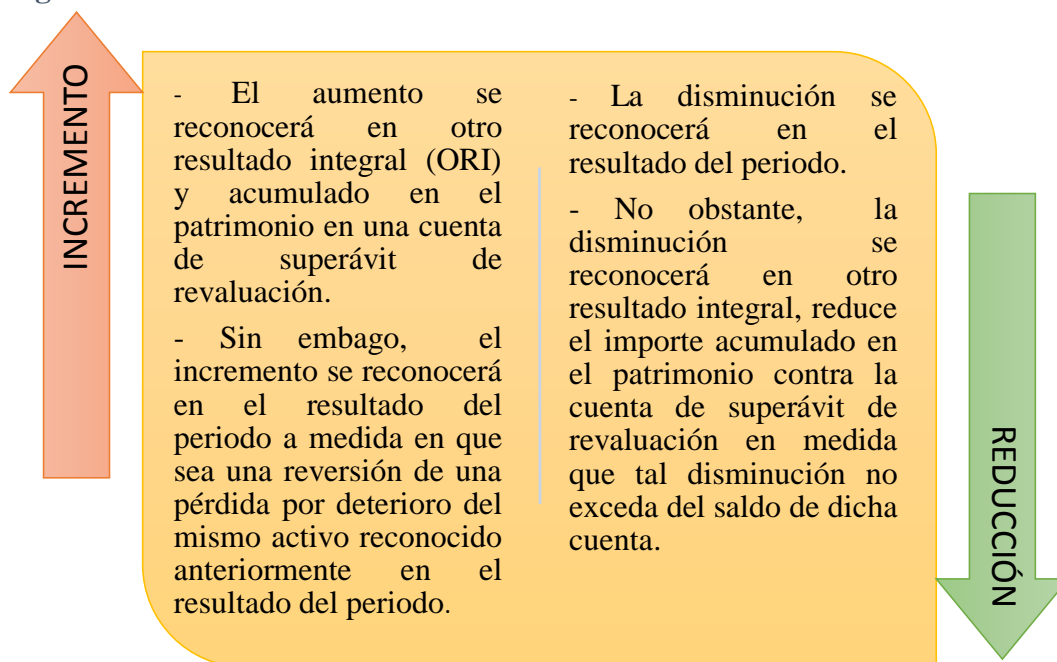 INCREMENTO
- El aumento se
reconocerá en otro
resultado integral (ORI)
y acumulado en el
patrimonio en una cuenta
de superávit de
revaluación.
- Sin embago, el
incremento se reconocerá
en el resultado del
periodo a medida en que
sea una reversión de una
pérdida por deterioro del
mismo activo reconocido
anteriormente en el
resultado del periodo.
- La disminución se
reconocerá en el
resultado del periodo.
- No obstante, la
disminución se
reconocerá en otro
resultado integral, reduce
el importe acumulado en
el patrimonio contra la
cuenta de superávit de
revaluación en medida
que tal disminución no
exceda del saldo de dicha
cuenta.
REDUCCIÓN